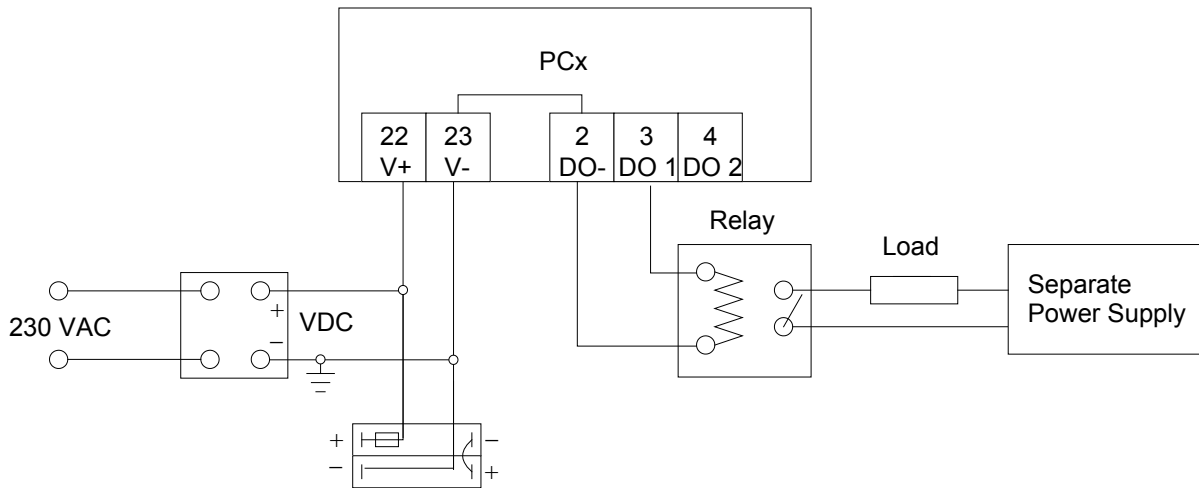 PCx
22 23 2 3 4
V+ V- DO- DO 1 DO 2
Relay
Load
Separate
Power Supply
230 VAC
+
VDC
−
+ −
− +